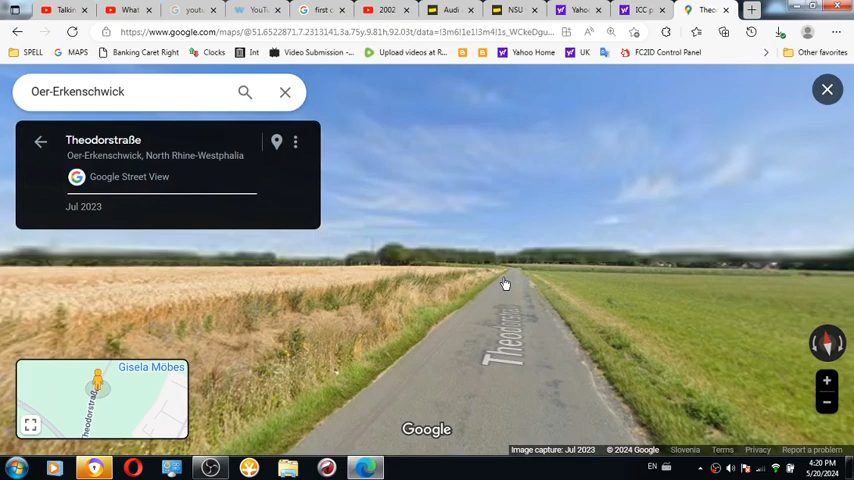 Talkin
What
youtu
YouTu
first c
2002
Audi
NSU
Yaho
ICC p
Theo
https://www.google.com/maps/@51.6522871,7.2313141,3a,75y,9.81h,92.03t/data=!3m6!1e1!3m4!1s_WCkeDgu...
SPELL
MAPS
Banking Caret Right
Clocks
Int
Video Submission -...
Upload videos at R...
Yahoo Home
UK
FC2ID Control Panel
Other favorites
Oer-Erkenschwick
Theodorstraße
Oer-Erkenschwick, North Rhine-Westphalia
Google Street View
Jul 2023
Gisela Möbes
Theodorstraße
Google
Image capture: Jul 2023 © 2024 Google Slovenia Terms Privacy Report a problem
EN
4:20 PM
5/20/2024